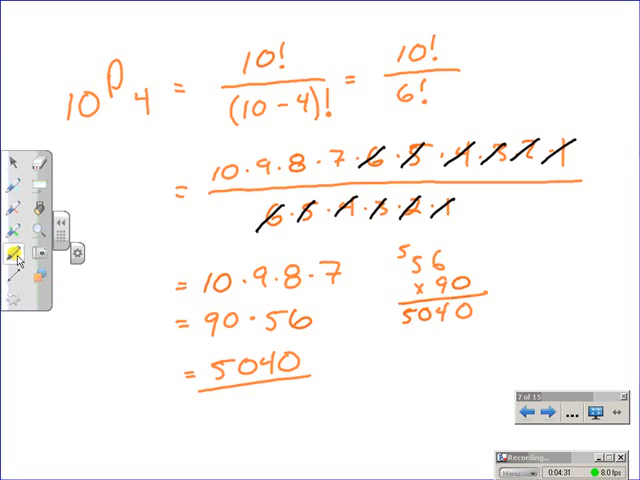 10P4 = 10! / (10 - 4)! = 10! / 6!
= 10 · 9 · 8 · 7 · 6 · 5 · 4 · 3 · 2 · 1
6 · 5 · 4 · 3 · 2 · 1
= 10 · 9 · 8 · 7
= 90 · 56
= 5040
5
56
× 90
5040
7 of 15
...
Recording...
Menu
0:04:31
8.0 fps